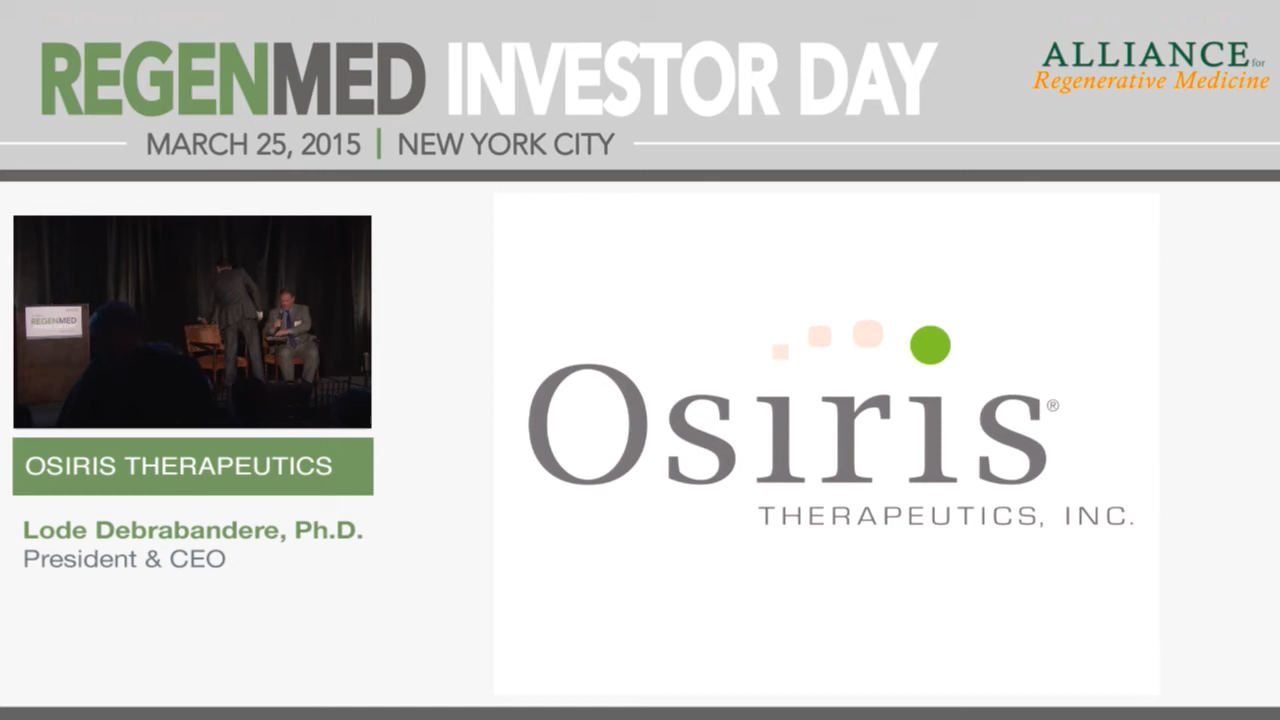 REGENMED INVESTOR DAY
MARCH 25, 2015 | NEW YORK CITY
ALLIANCE for
Regenerative Medicine
REGENMED
OSIRIS THERAPEUTICS
Lode Debrabandere, Ph.D.
President & CEO
Osiris®
THERAPEUTICS, INC.